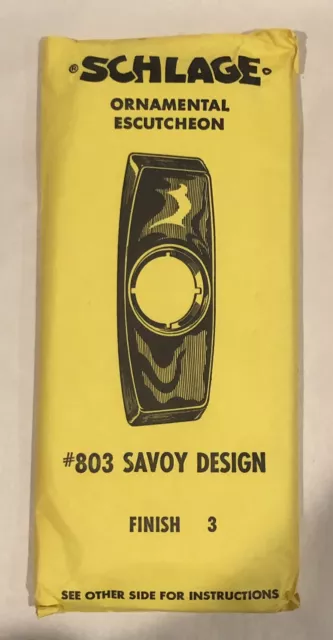 ® SCHLAGE
ORNAMENTAL
ESCUTCHEON
#803 SAVOY DESIGN
FINISH 3
SEE OTHER SIDE FOR INSTRUCTIONS